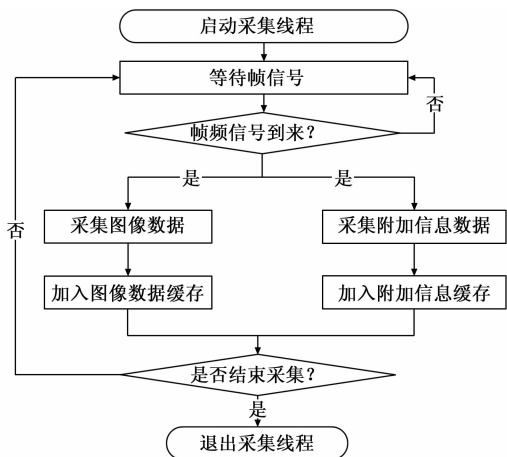 启动采集线程
等待帧信号
否
帧频信号到来?
是
是
采集图像数据
采集附加信息数据
否
加入图像数据缓存
加入附加信息缓存
是否结束采集?
是
退出采集线程